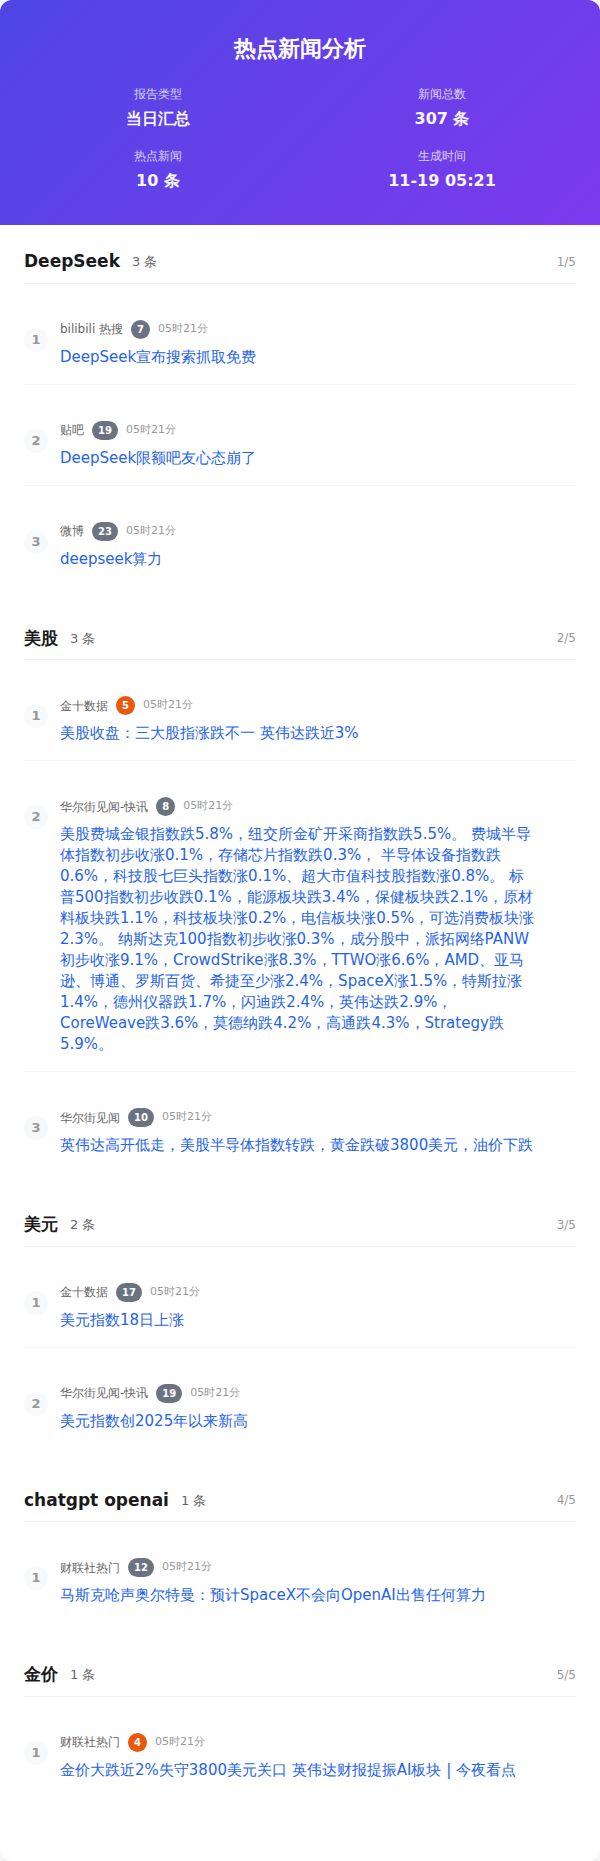 热点新闻分析
报告类型
新闻总数
当日汇总
307 条
热点新闻
生成时间
10 条
11-19 05:21
DeepSeek 3 条 1/5
1
bilibili 热搜 7 05时21分
DeepSeek宣布搜索抓取免费
2
贴吧 19 05时21分
DeepSeek限额吧友心态崩了
3
微博 23 05时21分
deepseek算力
美股 3 条 2/5
1
金十数据 5 05时21分
美股收盘：三大股指涨跌不一 英伟达跌近3%
2
华尔街见闻-快讯 8 05时21分
美股费城金银指数跌5.8%，纽交所金矿开采商指数跌5.5%。 费城半导
体指数初步收涨0.1%，存储芯片指数跌0.3%， 半导体设备指数跌
0.6%，科技股七巨头指数涨0.1%、超大市值科技股指数涨0.8%。 标
普500指数初步收跌0.1%，能源板块跌3.4%，保健板块跌2.1%，原材
料板块跌1.1%，科技板块涨0.2%，电信板块涨0.5%，可选消费板块涨
2.3%。 纳斯达克100指数初步收涨0.3%，成分股中，派拓网络PANW
初步收涨9.1%，CrowdStrike涨8.3%，TTWO涨6.6%，AMD、亚马
逊、博通、罗斯百货、希捷至少涨2.4%，SpaceX涨1.5%，特斯拉涨
1.4%，德州仪器跌1.7%，闪迪跌2.4%，英伟达跌2.9%，
CoreWeave跌3.6%，莫德纳跌4.2%，高通跌4.3%，Strategy跌
5.9%。
3
华尔街见闻 10 05时21分
英伟达高开低走，美股半导体指数转跌，黄金跌破3800美元，油价下跌
美元 2 条 3/5
1
金十数据 17 05时21分
美元指数18日上涨
2
华尔街见闻-快讯 19 05时21分
美元指数创2025年以来新高
chatgpt openai 1 条 4/5
1
财联社热门 12 05时21分
马斯克呛声奥尔特曼：预计SpaceX不会向OpenAI出售任何算力
金价 1 条 5/5
1
财联社热门 4 05时21分
金价大跌近2%失守3800美元关口 英伟达财报提振AI板块 | 今夜看点